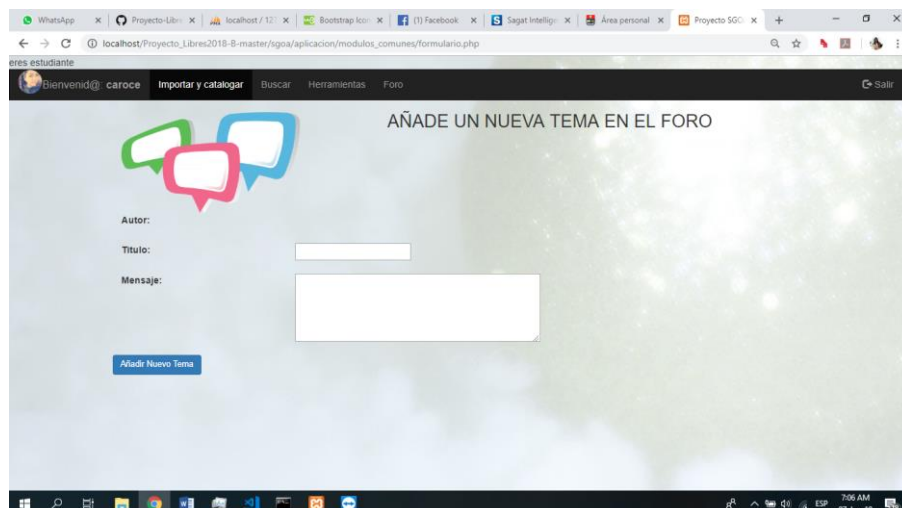 WhatsApp
Proyecto-Libr
localhost / 12
Bootstrap Icon
(1) Facebook
Sagat Intellige
Área personal
Proyecto SGO
localhost/Proyecto_Libres2018-B-master/sgoa/aplicacion/modulos_comunes/formulario.php
eres estudiante
Bienvenid@: caroce Importar y catalogar Buscar Herramientas Foro Salir
AÑADE UN NUEVA TEMA EN EL FORO
Autor:
Titulo:
Mensaje:
Añadir Nuevo Tema
ESP
7:06 AM